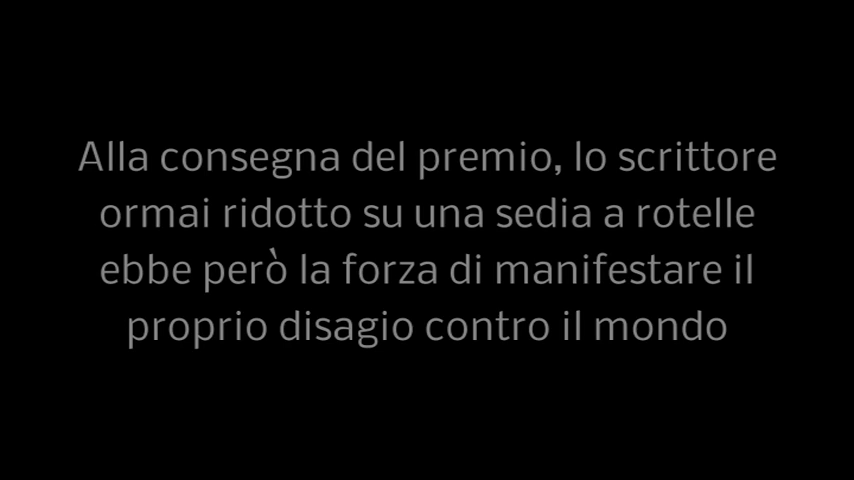 Alla consegna del premio, lo scrittore
ormai ridotto su una sedia a rotelle
ebbe però la forza di manifestare il
proprio disagio contro il mondo